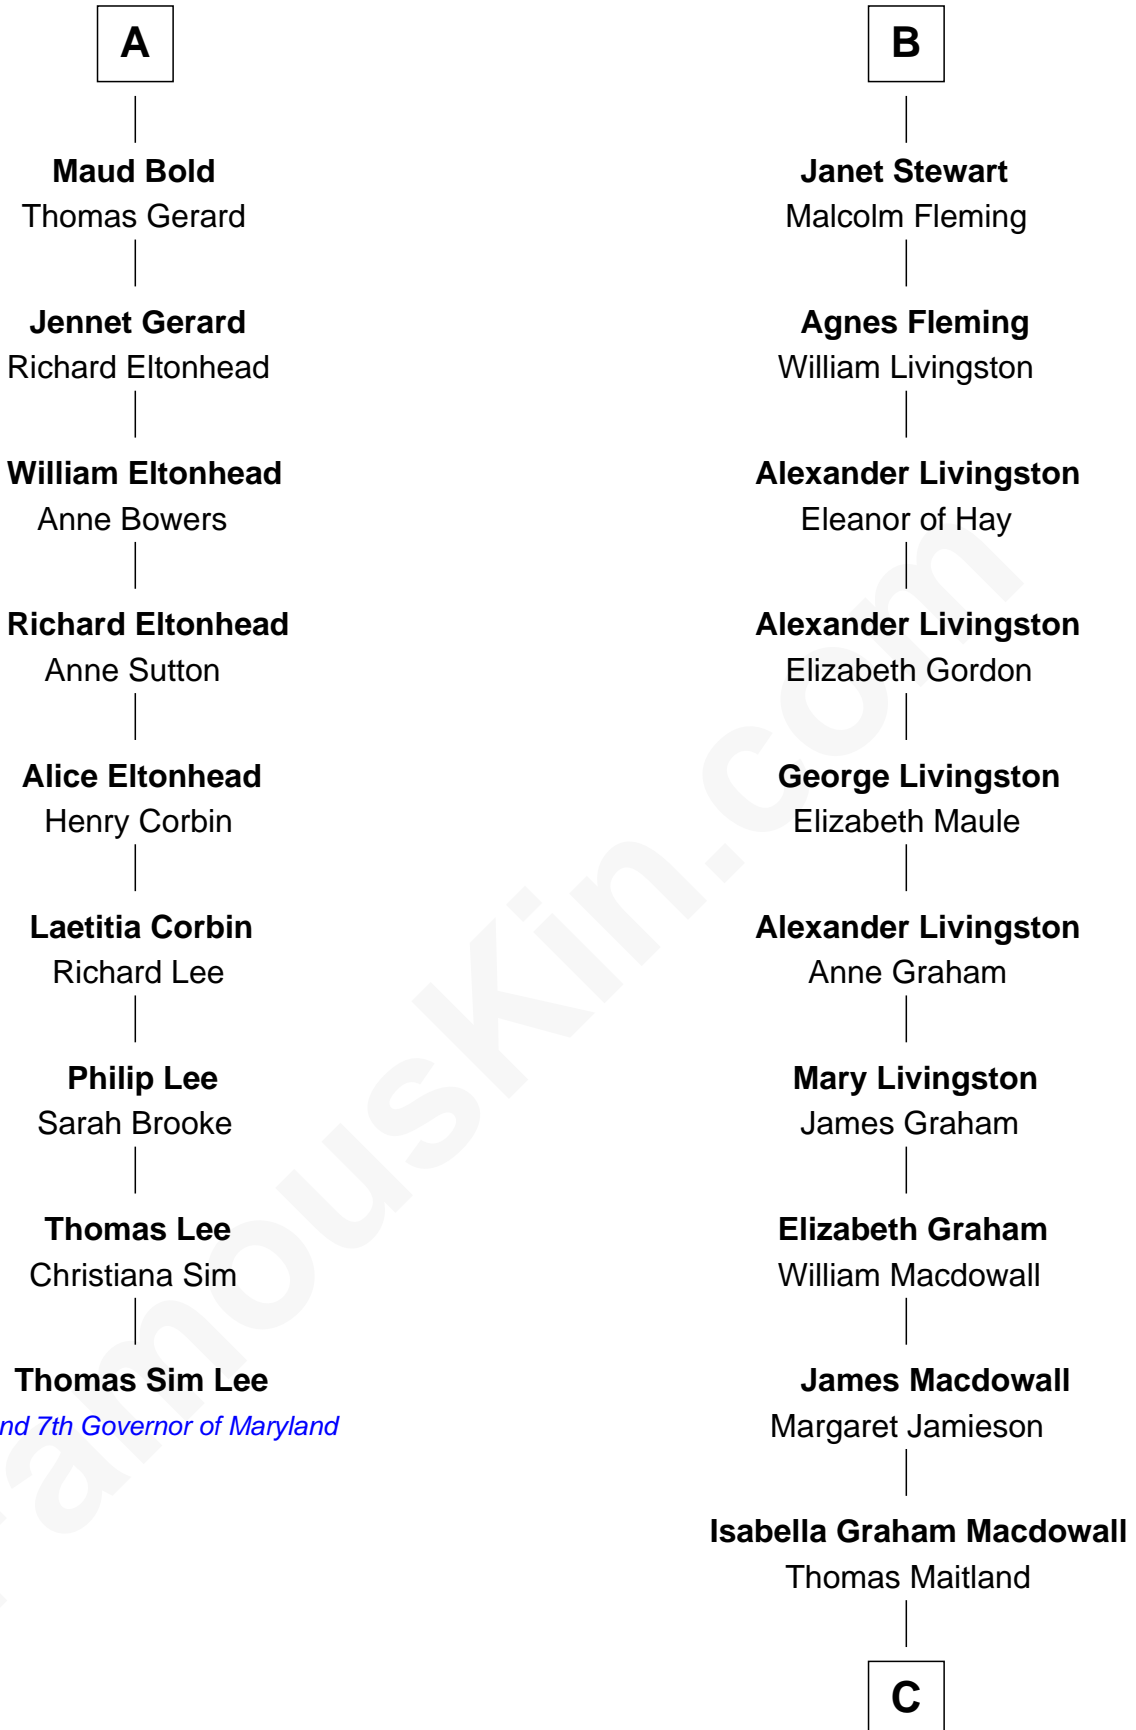 A
Maud Bold
Thomas Gerard
Jennet Gerard
Richard Eltonhead
William Eltonhead
Anne Bowers
Richard Eltonhead
Anne Sutton
Alice Eltonhead
Henry Corbin
Laetitia Corbin
Richard Lee
Philip Lee
Sarah Brooke
Thomas Lee
Christiana Sim
Thomas Sim Lee
nd 7th Governor of Maryland
B
Janet Stewart
Malcolm Fleming
Agnes Fleming
William Livingston
Alexander Livingston
Eleanor of Hay
Alexander Livingston
Elizabeth Gordon
George Livingston
Elizabeth Maule
Alexander Livingston
Anne Graham
Mary Livingston
James Graham
Elizabeth Graham
William Macdowall
James Macdowall
Margaret Jamieson
Isabella Graham Macdowall
Thomas Maitland
C
FamousKin.com